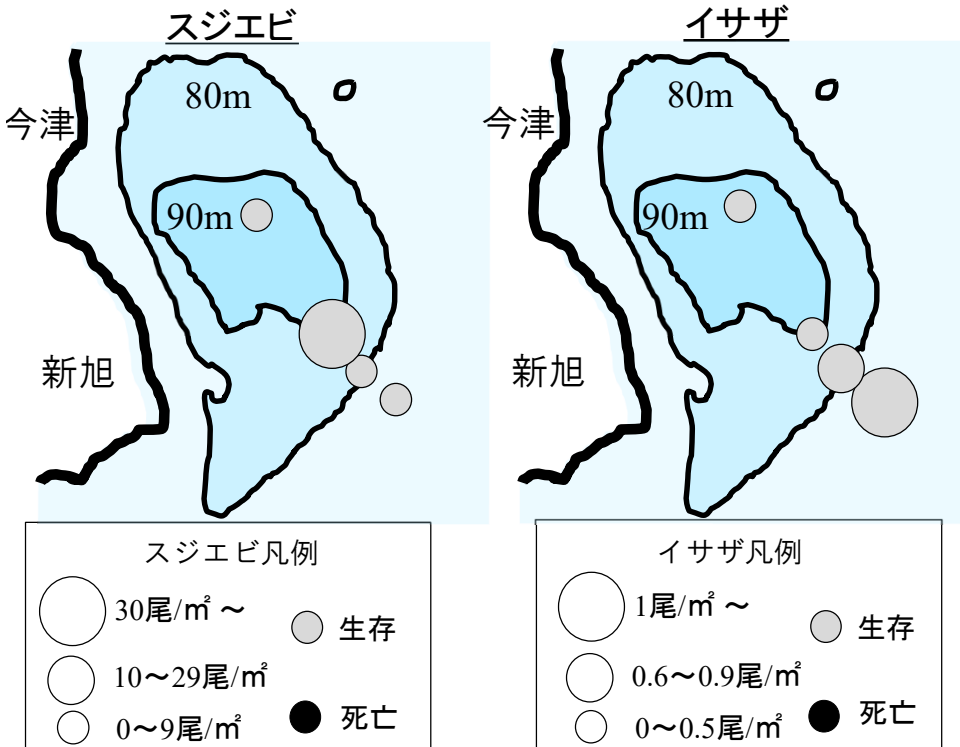 スジエビ
イサザ
80m
今津
90m
新旭
80m
今津
90m
新旭
スジエビ凡例
30尾/㎡ ～
生存
10～29尾/㎡
死亡
0～9尾/㎡
イサザ凡例
1尾/㎡ ～
生存
0.6～0.9尾/㎡
死亡
0～0.5尾/㎡